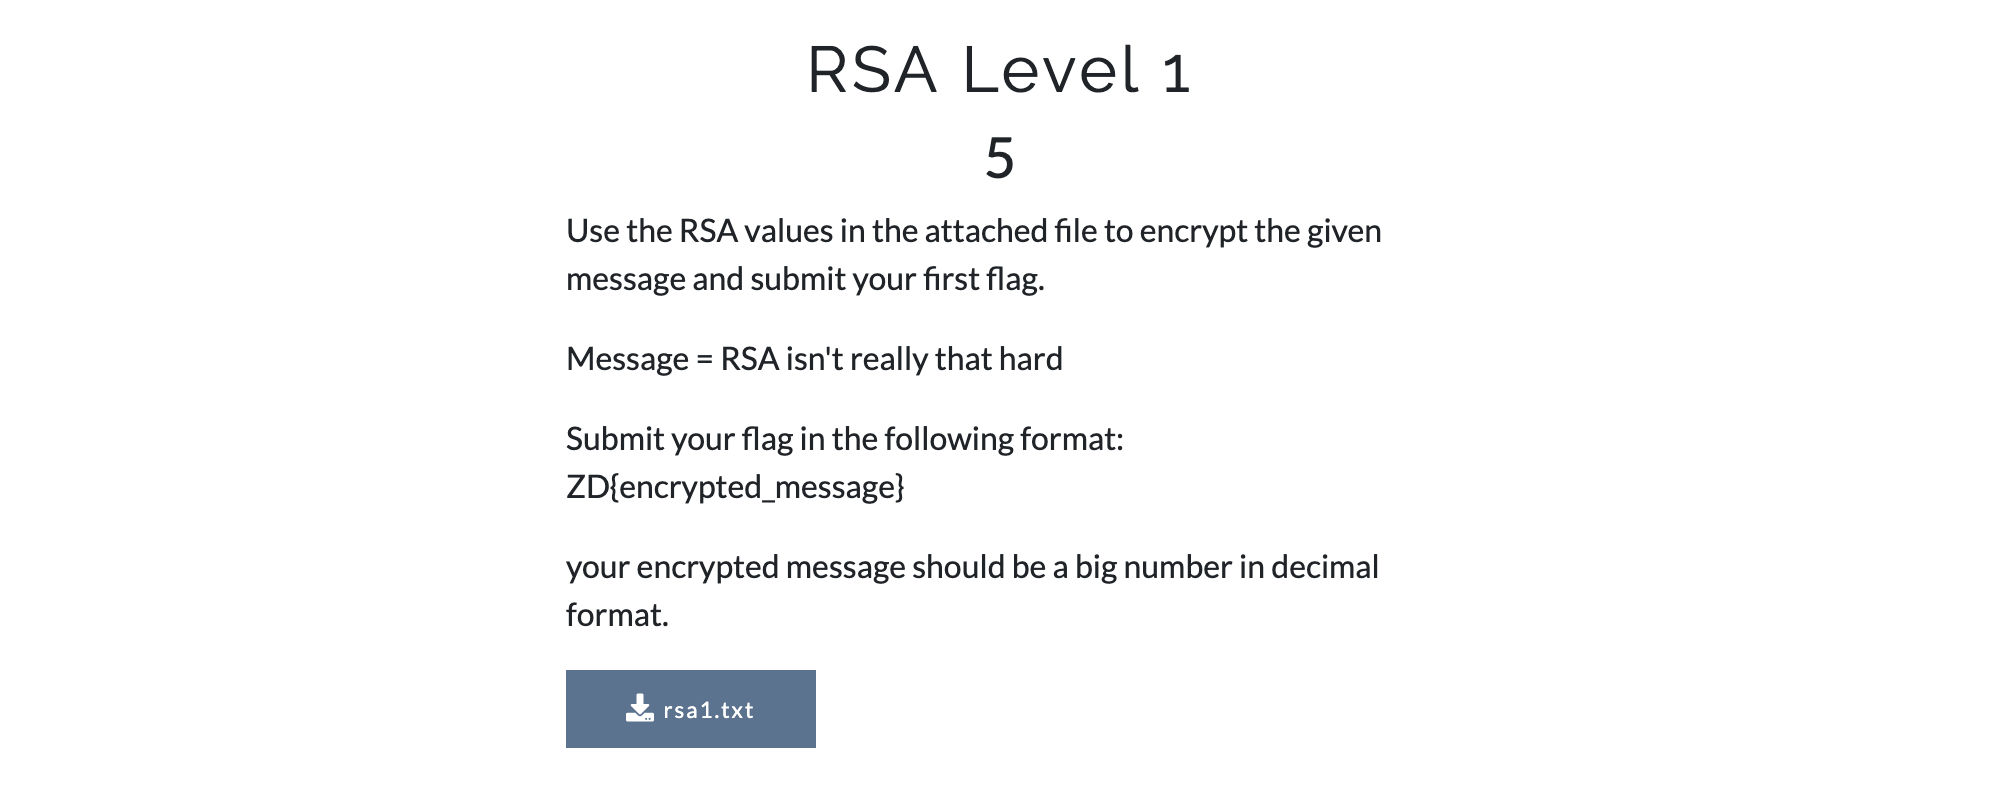 RSA Level 1
5
Use the RSA values in the attached file to encrypt the given
message and submit your first flag.
Message = RSA isn't really that hard
Submit your flag in the following format:
ZD{encrypted_message}
your encrypted message should be a big number in decimal
format.
rsa1.txt